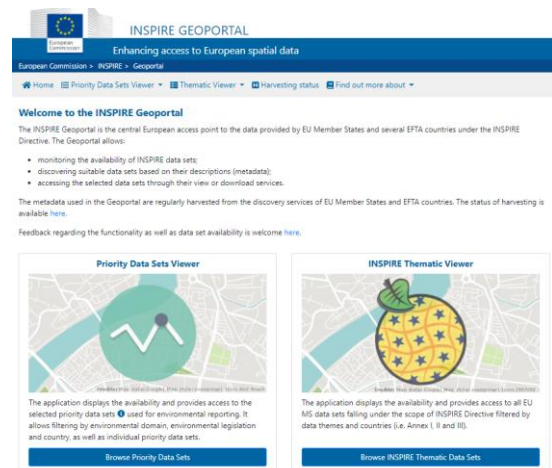 European
Commission
INSPIRE GEOPORTAL
Enhancing access to European spatial data
European Commission > INSPIRE > Geoportal
Home Priority Data Sets Viewer Thematic Viewer Harvesting status Find out more about
Welcome to the INSPIRE Geoportal
The INSPIRE Geoportal is the central European access point to the data provided by EU Member States and several EFTA countries under the INSPIRE
Directive. The Geoportal allows:
• monitoring the availability of INSPIRE data sets;
• discovering suitable data sets based on their descriptions (metadata);
• accessing the selected data sets through their view or download services.
The metadata used in the Geoportal are regularly harvested from the discovery services of EU Member States and EFTA countries. The status of harvesting is
available here.
Feedback regarding the functionality as well as data set availability is welcome here.
Priority Data Sets Viewer
The application displays the availability and provides access to the
selected priority data sets used for environmental reporting. It
allows filtering by environmental domain, environmental legislation
and country, as well as individual priority data sets.
Browse Priority Data Sets
INSPIRE Thematic Viewer
The application displays the availability and provides access to all EU
MS data sets falling under the scope of INSPIRE Directive filtered by
data themes and countries (i.e. Annex I, II and III).
Browse INSPIRE Thematic Data Sets